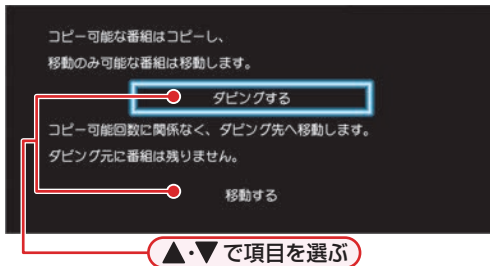 コピー可能な番組はコピーし、
移動のみ可能な番組は移動します。
ダビングする
コピー可能回数に関係なく、ダビング先へ移動します。
ダビング元に番組は残りません。
移動する
▲・▼で項目を選ぶ